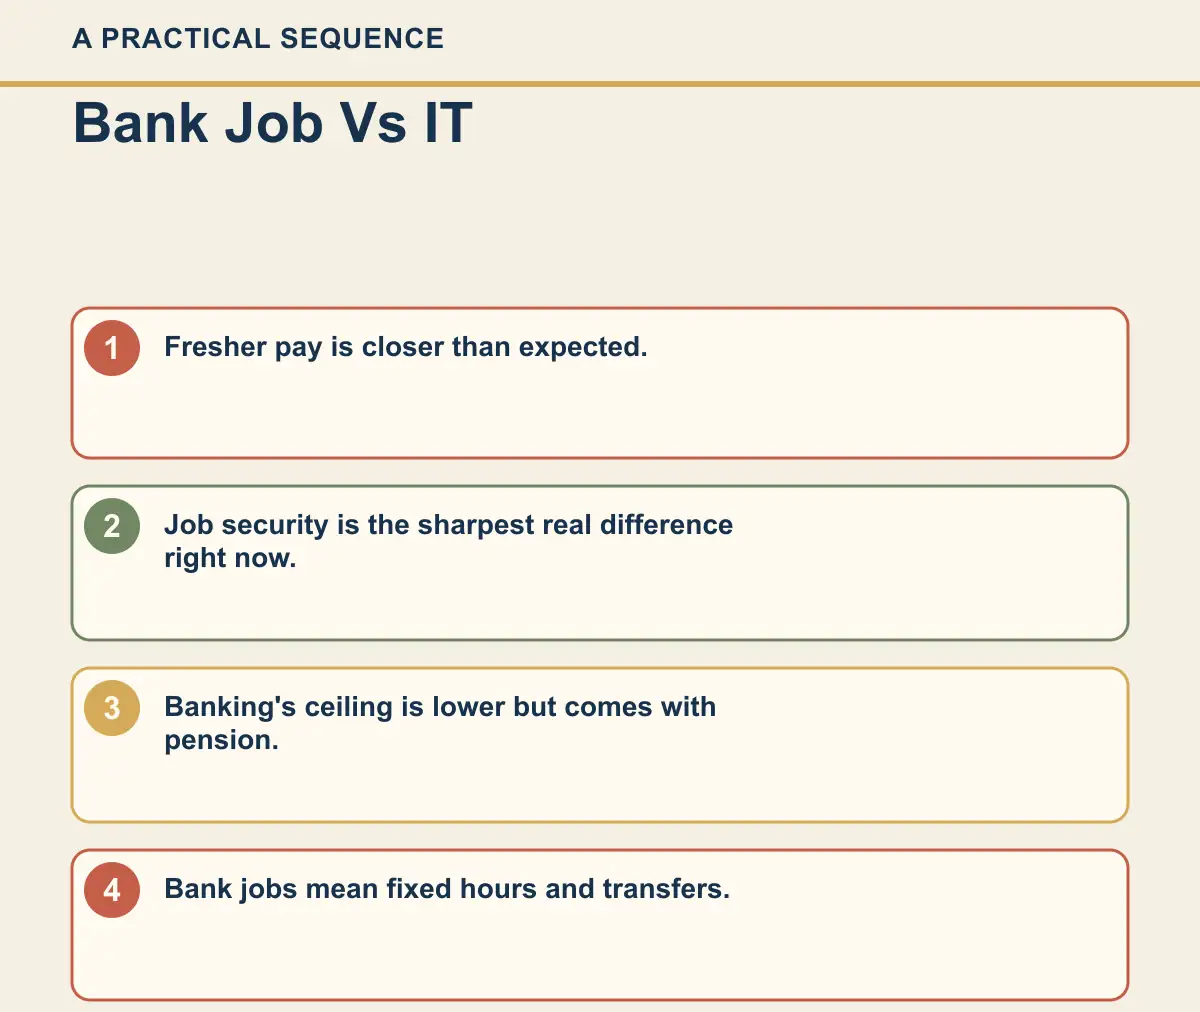 A PRACTICAL SEQUENCE
Bank Job Vs IT
1
Fresher pay is closer than expected.
2
Job security is the sharpest real difference
right now.
3
Banking's ceiling is lower but comes with
pension.
4
Bank jobs mean fixed hours and transfers.